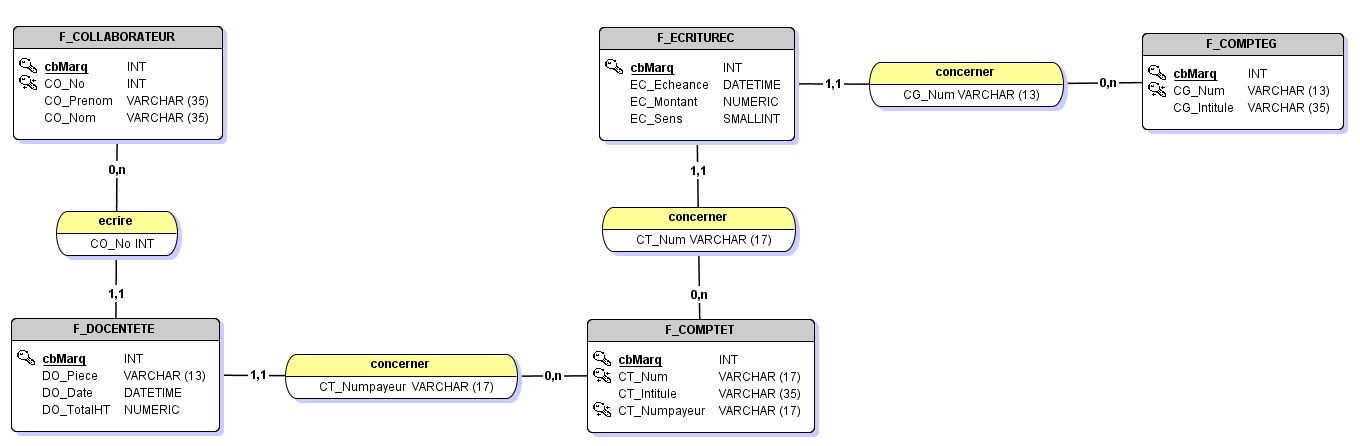 F_COLLABORATEUR
cbMarq INT
CO_No INT
CO_Prenom VARCHAR (35)
CO_Nom VARCHAR (35)
0,n
ecrire
CO_No INT
1,1
F_DOCENTETE
cbMarq INT
DO_Piece VARCHAR (13)
DO_Date DATETIME
DO_TotalHT NUMERIC
1,1
concerner
CT_Numpayeur VARCHAR (17)
0,n
F_ECRITUREC
cbMarq INT
EC_Echeance DATETIME
EC_Montant NUMERIC
EC_Sens SMALLINT
1,1
concerner
CT_Num VARCHAR (17)
0,n
F_COMPTET
cbMarq INT
CT_Num VARCHAR (17)
CT_Intitule VARCHAR (35)
CT_Numpayeur VARCHAR (17)
1,1
concerner
CG_Num VARCHAR (13)
0,n
F_COMPTEG
cbMarq INT
CG_Num VARCHAR (13)
CG_Intitule VARCHAR (35)